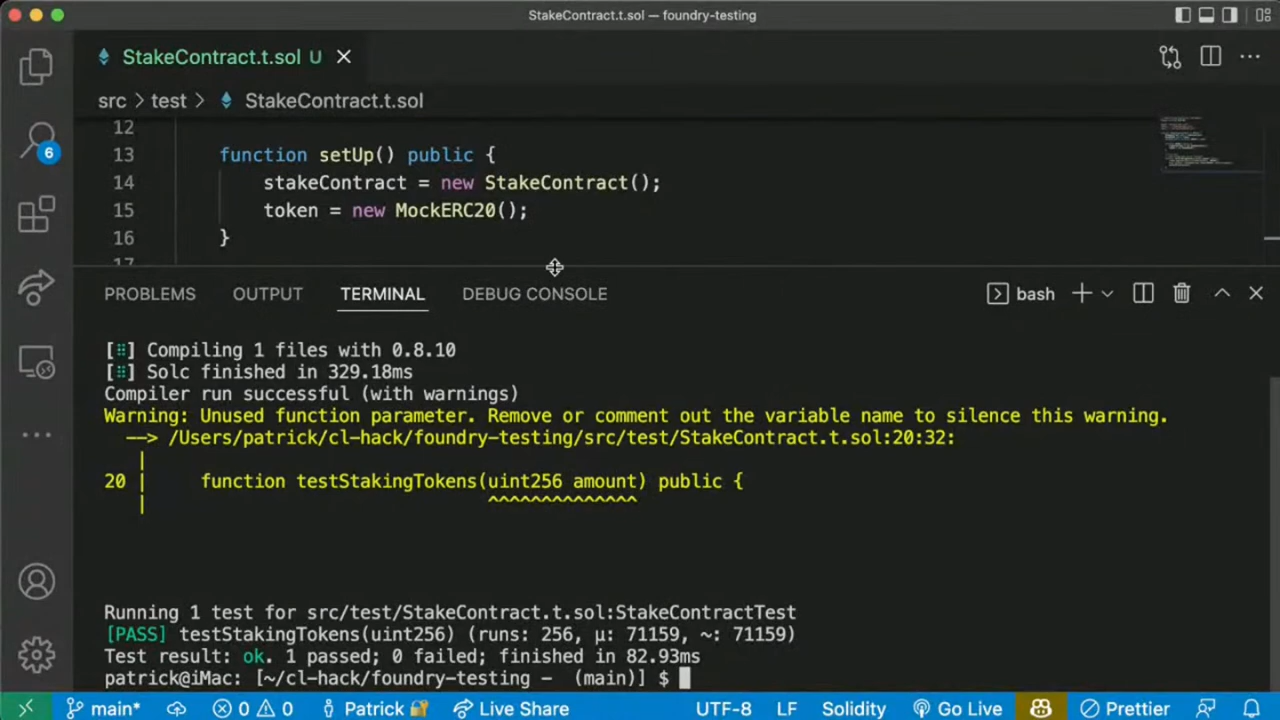 StakeContract.t.sol — foundry-testing
StakeContract.t.sol U
src > test > StakeContract.t.sol
6
12
13 function setUp() public {
14 stakeContract = new StakeContract();
15 token = new MockERC20();
16 }
17
PROBLEMS OUTPUT TERMINAL DEBUG CONSOLE bash
[⠿] Compiling 1 files with 0.8.10
[⠿] Solc finished in 329.18ms
Compiler run successful (with warnings)
Warning: Unused function parameter. Remove or comment out the variable name to silence this warning.
--> /Users/patrick/cl-hack/foundry-testing/src/test/StakeContract.t.sol:20:32:
|
20 | function testStakingTokens(uint256 amount) public {
| ^^^^^^^^^^^^^^
Running 1 test for src/test/StakeContract.t.sol:StakeContractTest
[PASS] testStakingTokens(uint256) (runs: 256, μ: 71159, ~: 71159)
Test result: ok. 1 passed; 0 failed; finished in 82.93ms
patrick@iMac: [~/cl-hack/foundry-testing - (main)] $
main* 0 0 Patrick 🔐 Live Share UTF-8 LF Solidity Go Live Prettier